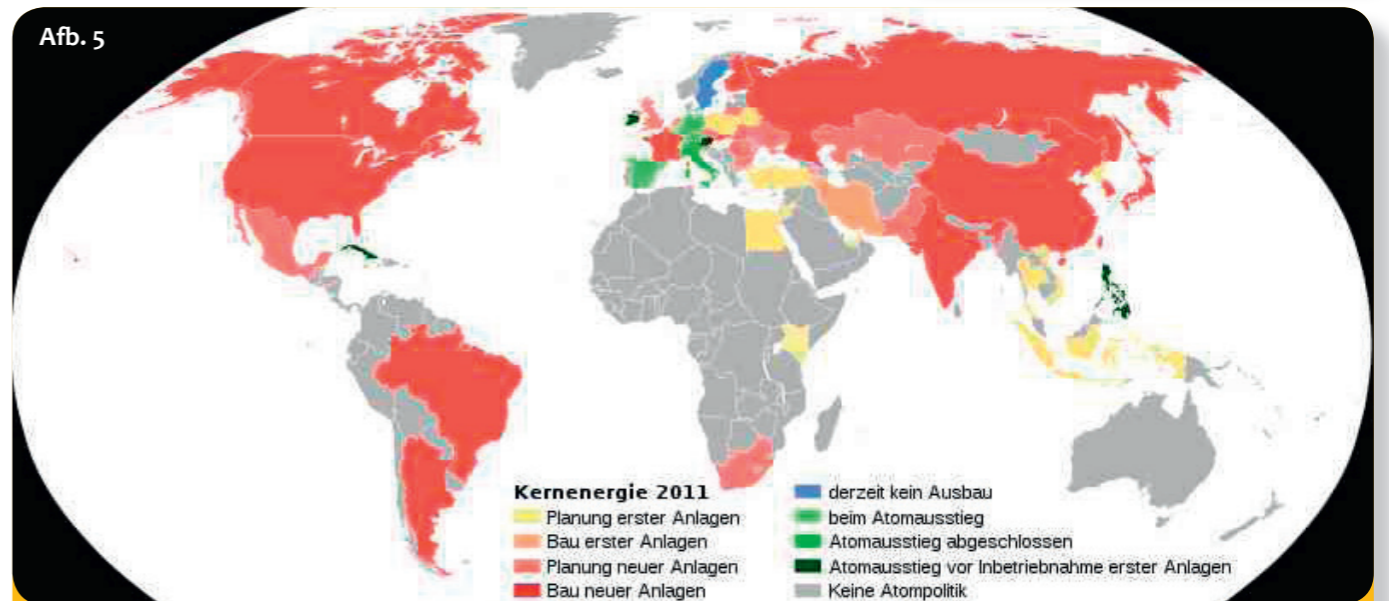 Afb. 5
Kernenergie 2011
Planung erster Anlagen
Bau erster Anlagen
Planung neuer Anlagen
Bau neuer Anlagen
derzeit kein Ausbau
beim Atomausstieg
Atomausstieg abgeschlossen
Atomausstieg vor Inbetriebnahme erster Anlagen
Keine Atompolitik